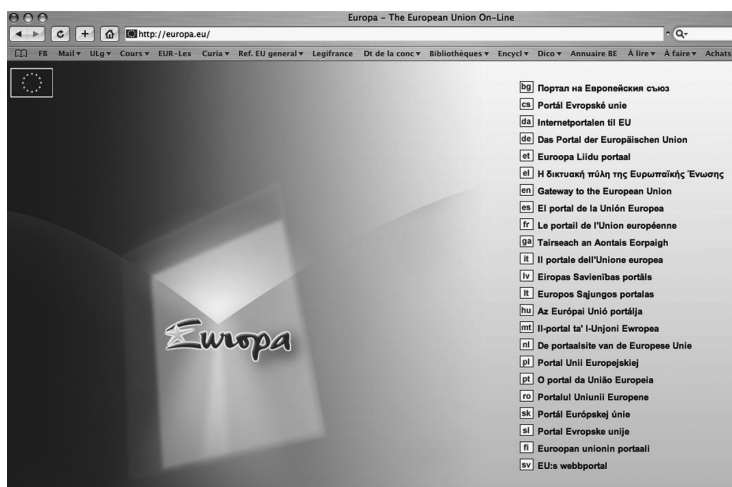 Europa – The European Union On-Line
http://europa.eu/
Q-
FB Mail ULg Cours EUR-Lex Curia Ref. EU general Legifrance Dt de la conc Bibliothèques Encycl Dico Annuaire BE À lire À faire Achats
bg Портал на Европейския съюз
cs Portál Evropské unie
da Internetportalen til EU
de Das Portal der Europäischen Union
et Euroopa Liidu portaal
el Η δικτυακή πύλη της Ευρωπαϊκής Ένωσης
en Gateway to the European Union
es El portal de la Unión Europea
fr Le portail de l'Union européenne
ga Tairseach an Aontais Eorpaigh
it Il portale dell'Unione europea
lv Eiropas Savienības portāls
lt Europos Sąjungos portalas
hu Az Európai Unió portálja
mt Il-portal ta' l-Unjoni Ewropea
nl De portaalsite van de Europese Unie
pl Portal Unii Europejskiej
pt O portal da União Europeia
ro Portalul Uniunii Europene
sk Portál Európskej únie
sl Portal Evropske unije
fi Euroopan unionin portaali
sv EU:s webbportal
Europa